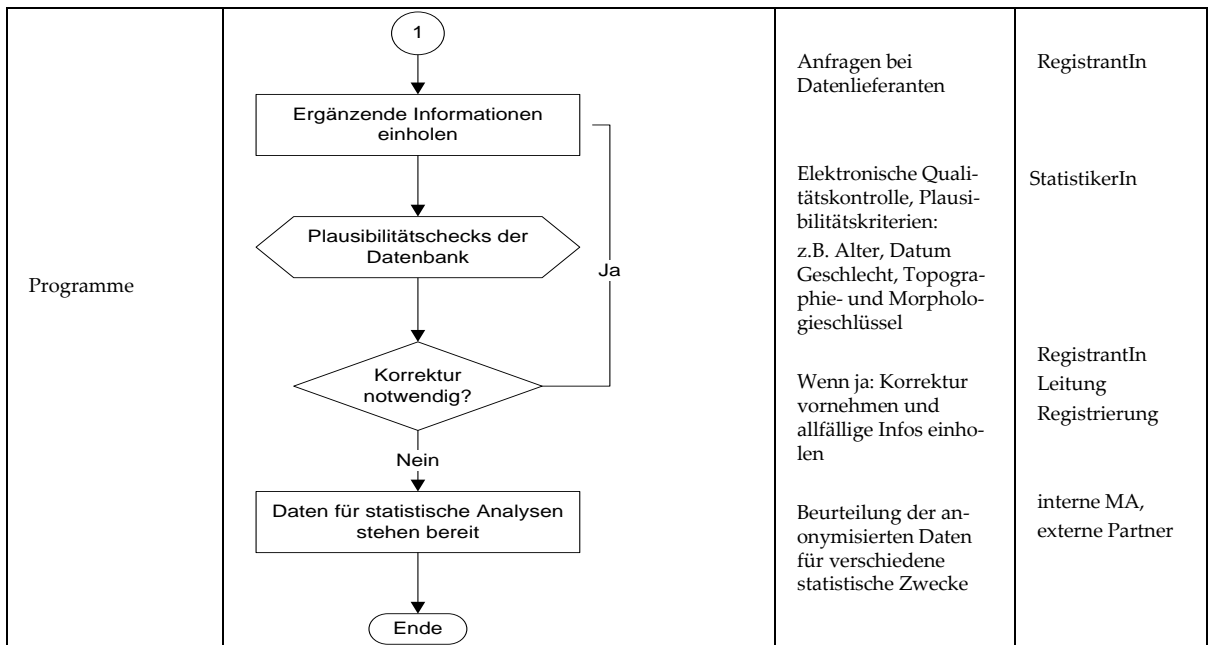 Programme
1
Ergänzende Informationen
einholen
Plausibilitätschecks der
Datenbank
Ja
Korrektur
notwendig?
Nein
Daten für statistische Analysen
stehen bereit
Ende
Anfragen bei
Datenlieferanten
Elektronische Quali-
tätskontrolle, Plausi-
bilitätskriterien:
z.B. Alter, Datum
Geschlecht, Topogra-
phie- und Morpholo-
gieschlüssel
Wenn ja: Korrektur
vornehmen und
allfällige Infos einho-
len
Beurteilung der an-
onymisierten Daten
für verschiedene
statistische Zwecke
RegistrantIn
StatistikerIn
RegistrantIn
Leitung
Registrierung
interne MA,
externe Partner